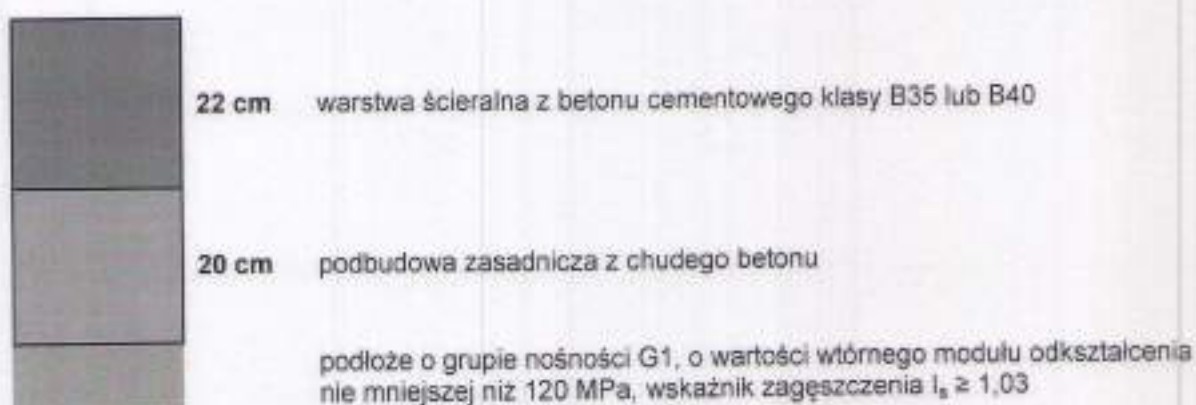 22 cm warstwa ścieralna z betonu cementowego klasy B35 lub B40
20 cm podbudowa zasadnicza z chudego betonu
podłoże o grupie nośności G1, o wartości wtórnego modułu odkształcenia
nie mniejszej niż 120 MPa, wskaźnik zagęszczenia Iₛ ≥ 1,03